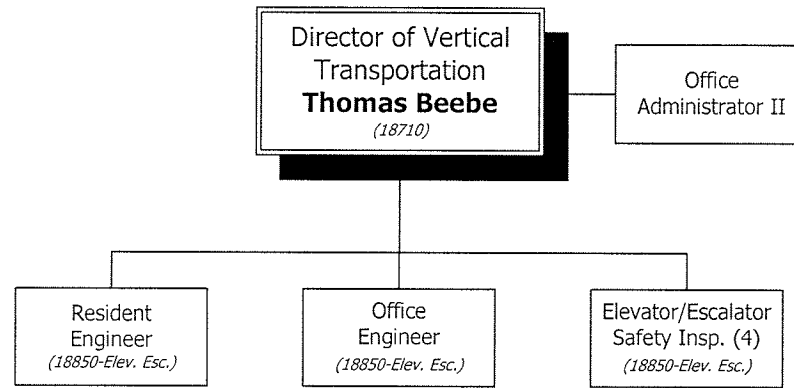 Director of Vertical
Transportation
Thomas Beebe
(18710)
Office
Administrator II
Resident
Engineer
(18850-Elev. Esc.)
Office
Engineer
(18850-Elev. Esc.)
Elevator/Escalator
Safety Insp. (4)
(18850-Elev. Esc.)